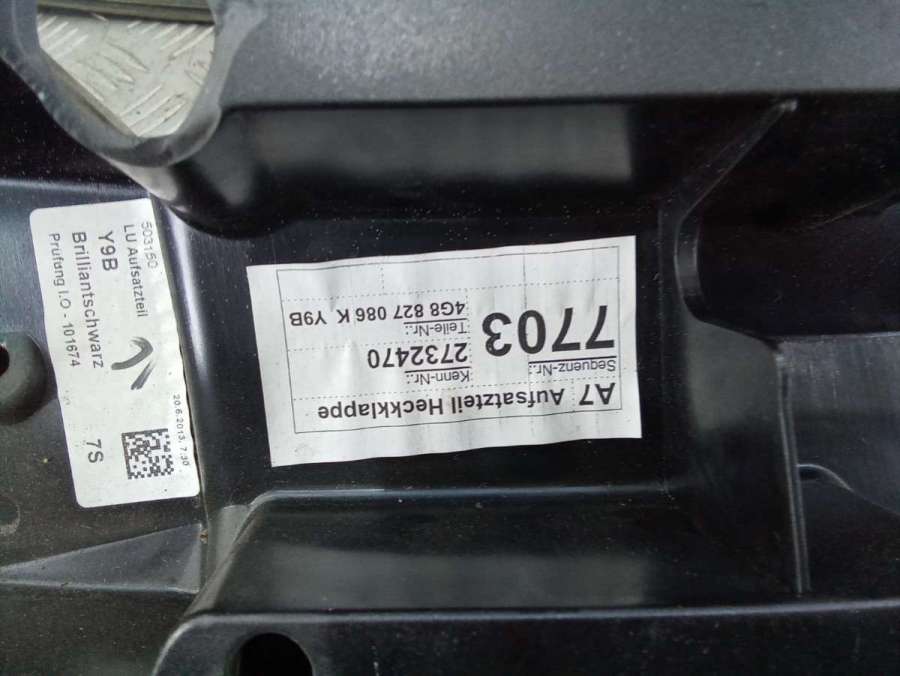 503150
LU Aufsatzteil
Y9B
Brilliantschwarz
Prüfung I.O - 101674
20.6.2013, 7:30
7S
A7 Aufsatzteil Heckklappe
Sequenz-Nr.:
7703
Kenn-Nr.:
2732470
Teile-Nr.:
4G8 827 086 K Y9B